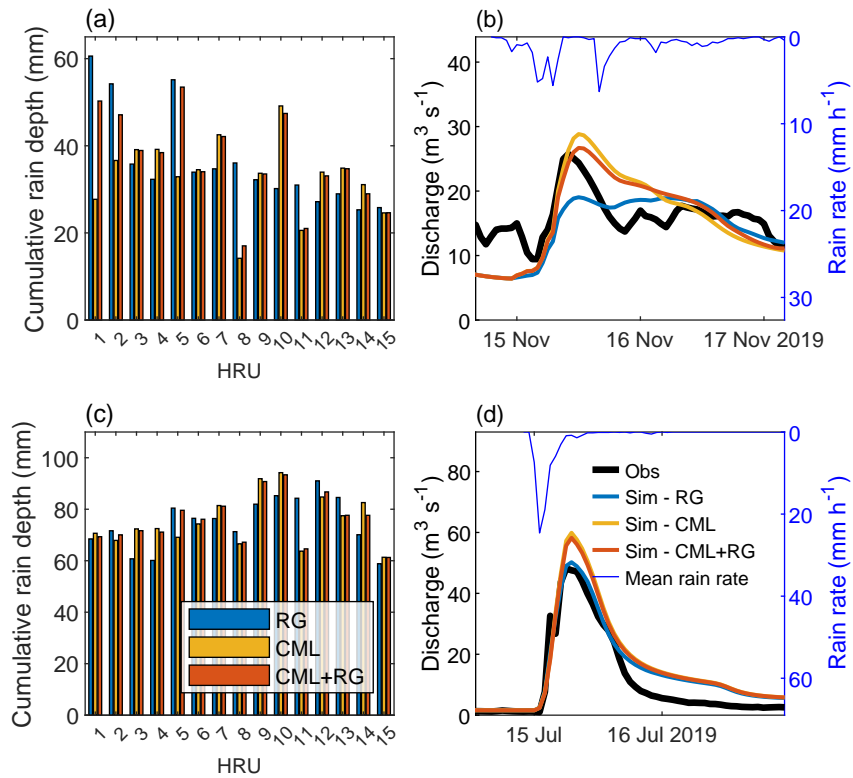 (a)
Cumulative rain depth (mm)
60
40
20
0
1 2 3 4 5 6 7 8 9 10 11 12 13 14 15
HRU
(b)
Discharge (m³ s⁻¹)
40
30
20
10
0
15 Nov 16 Nov 17 Nov 2019
0
10
20
30
Rain rate (mm h⁻¹)
(c)
Cumulative rain depth (mm)
100
80
60
40
20
0
RG
CML
CML+RG
1 2 3 4 5 6 7 8 9 10 11 12 13 14 15
HRU
(d)
Discharge (m³ s⁻¹)
80
60
40
20
0
Obs
Sim - RG
Sim - CML
Sim - CML+RG
Mean rain rate
15 Jul 16 Jul 2019
0
20
40
60
Rain rate (mm h⁻¹)